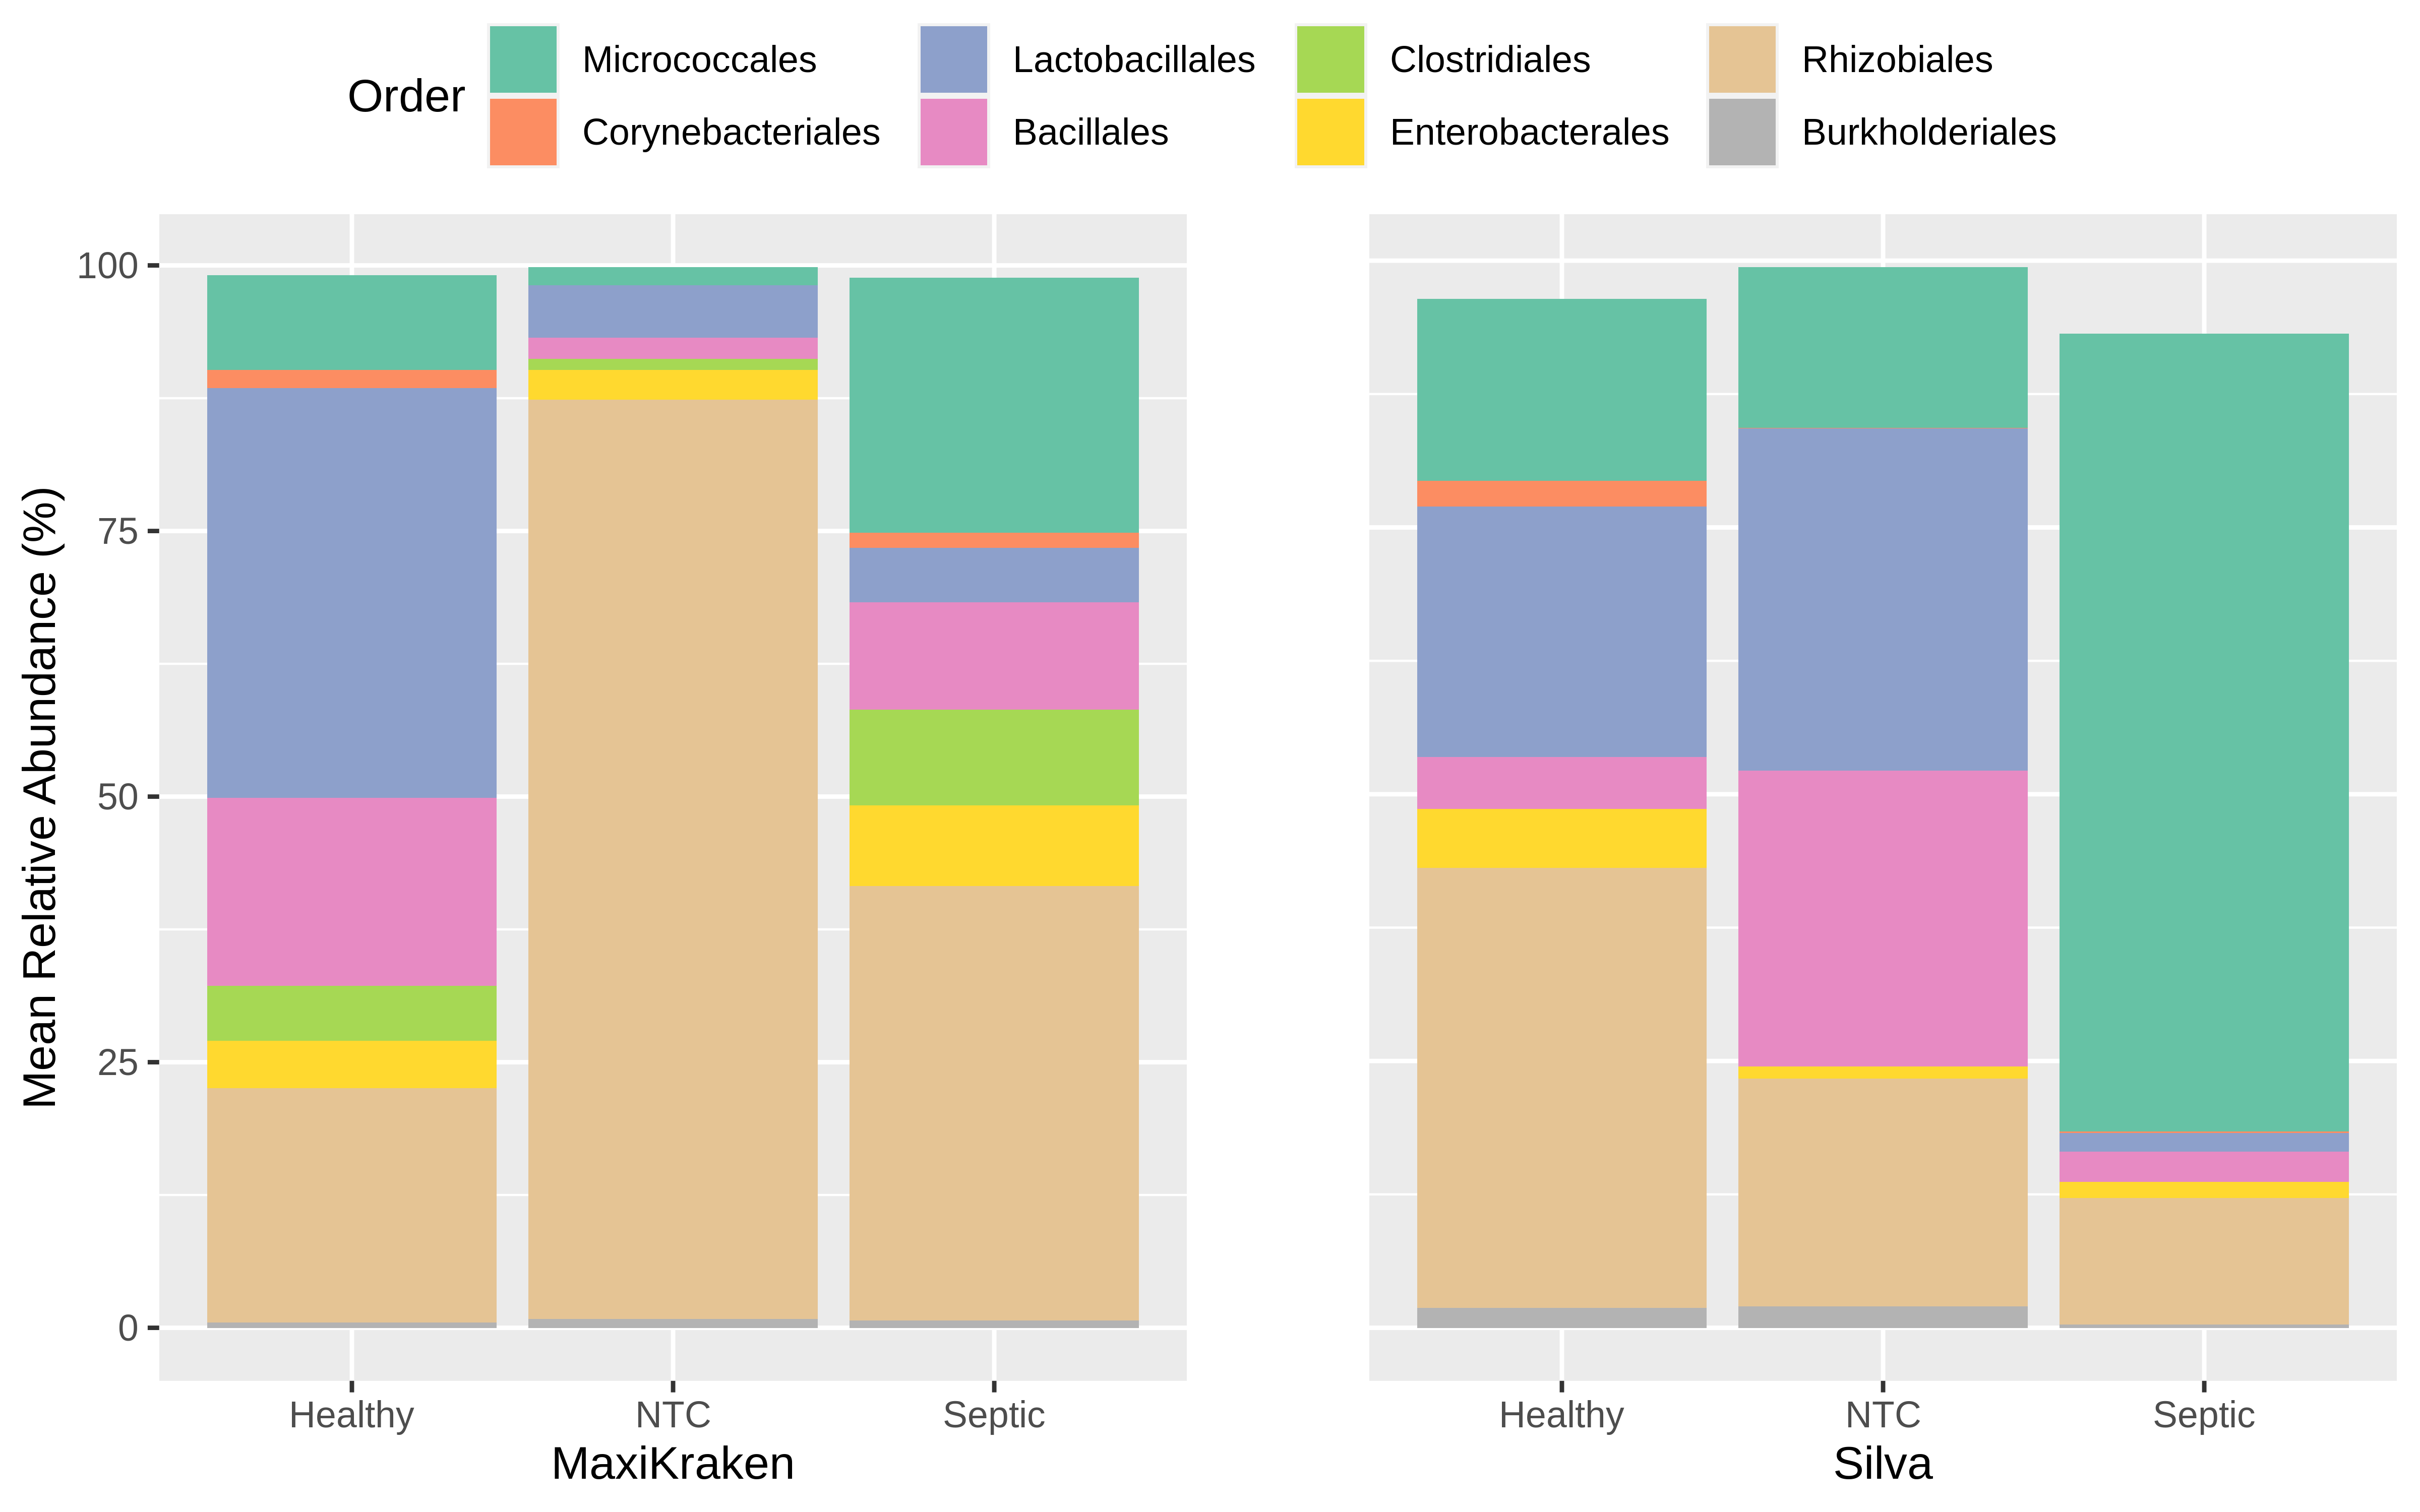 Order
Micrococcales
Lactobacillales
Clostridiales
Rhizobiales
Corynebacteriales
Bacillales
Enterobacterales
Burkholderiales
Mean Relative Abundance (%)
100
75
50
25
0
Healthy NTC Septic
MaxiKraken
Healthy NTC Septic
Silva